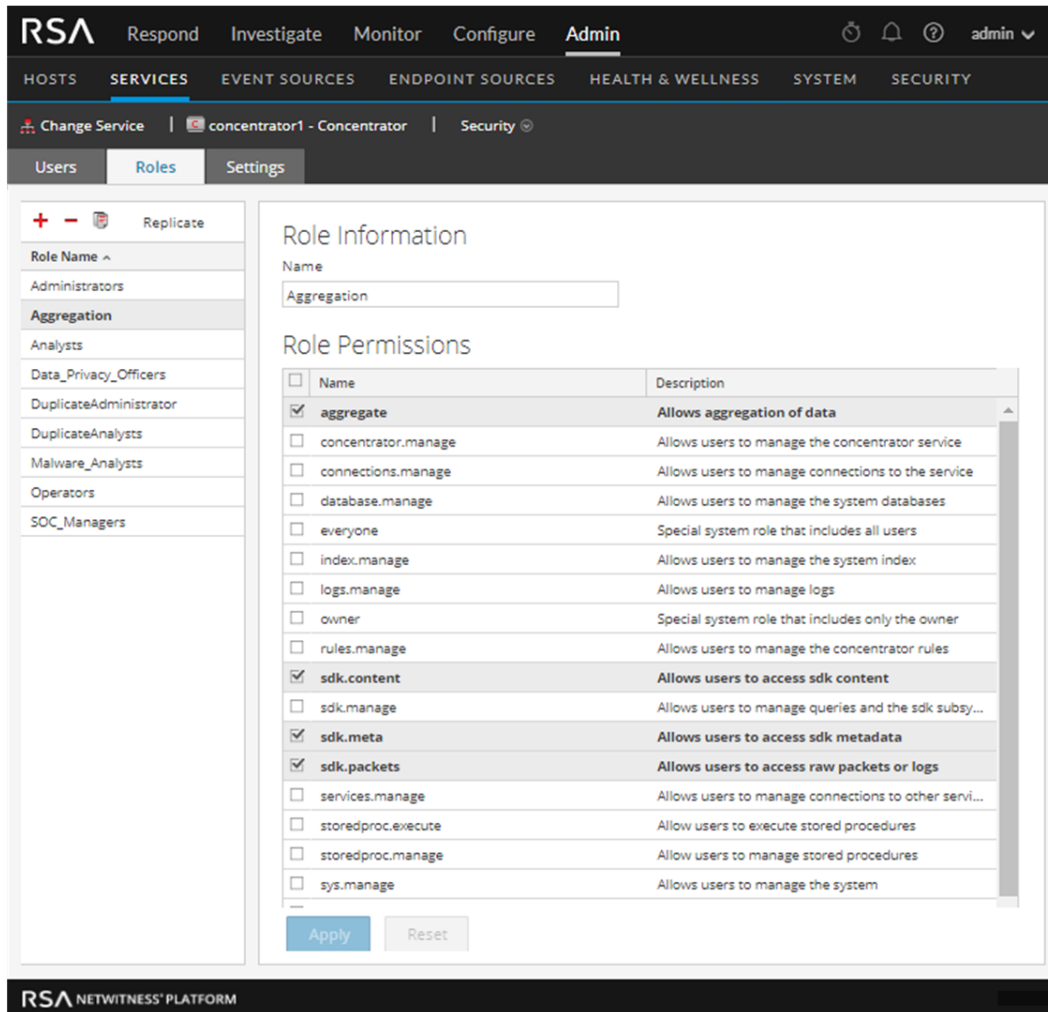 RSA Respond Investigate Monitor Configure Admin admin
HOSTS SERVICES EVENT SOURCES ENDPOINT SOURCES HEALTH & WELLNESS SYSTEM SECURITY
Change Service | C concentrator1 - Concentrator | Security
Users Roles Settings
+ - Replicate
Role Name
Administrators
Aggregation
Analysts
Data_Privacy_Officers
DuplicateAdministrator
DuplicateAnalysts
Malware_Analysts
Operators
SOC_Managers
Role Information
Name
Aggregation
Role Permissions
Name Description
aggregate Allows aggregation of data
concentrator.manage Allows users to manage the concentrator service
connections.manage Allows users to manage connections to the service
database.manage Allows users to manage the system databases
everyone Special system role that includes all users
index.manage Allows users to manage the system index
logs.manage Allows users to manage logs
owner Special system role that includes only the owner
rules.manage Allows users to manage the concentrator rules
sdk.content Allows users to access sdk content
sdk.manage Allows users to manage queries and the sdk subsy...
sdk.meta Allows users to access sdk metadata
sdk.packets Allows users to access raw packets or logs
services.manage Allows users to manage connections to other servi...
storedproc.execute Allow users to execute stored procedures
storedproc.manage Allow users to manage stored procedures
sys.manage Allows users to manage the system
Apply Reset
RSA NETWITNESS® PLATFORM